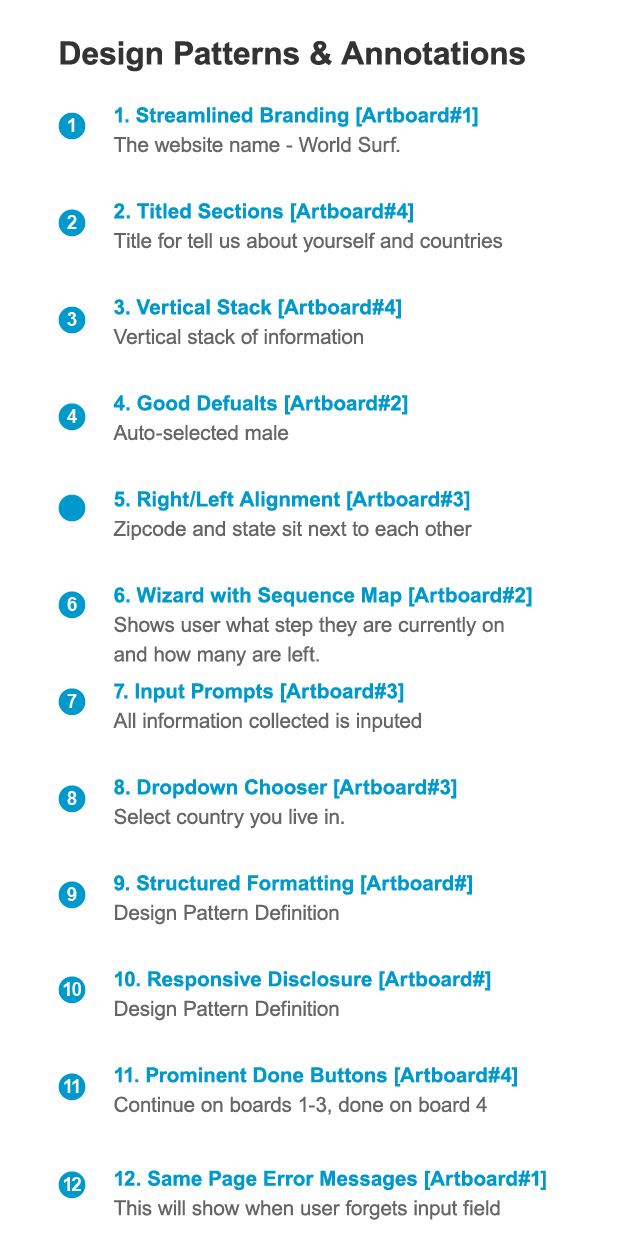 Design Patterns & Annotations
1 1. Streamlined Branding [Artboard#1]
The website name - World Surf.
2 2. Titled Sections [Artboard#4]
Title for tell us about yourself and countries
3 3. Vertical Stack [Artboard#4]
Vertical stack of information
4 4. Good Defualts [Artboard#2]
Auto-selected male
5. Right/Left Alignment [Artboard#3]
Zipcode and state sit next to each other
6 6. Wizard with Sequence Map [Artboard#2]
Shows user what step they are currently on
and how many are left.
7 7. Input Prompts [Artboard#3]
All information collected is inputed
8 8. Dropdown Chooser [Artboard#3]
Select country you live in.
9 9. Structured Formatting [Artboard#]
Design Pattern Definition
10 10. Responsive Disclosure [Artboard#]
Design Pattern Definition
11 11. Prominent Done Buttons [Artboard#4]
Continue on boards 1-3, done on board 4
12 12. Same Page Error Messages [Artboard#1]
This will show when user forgets input field